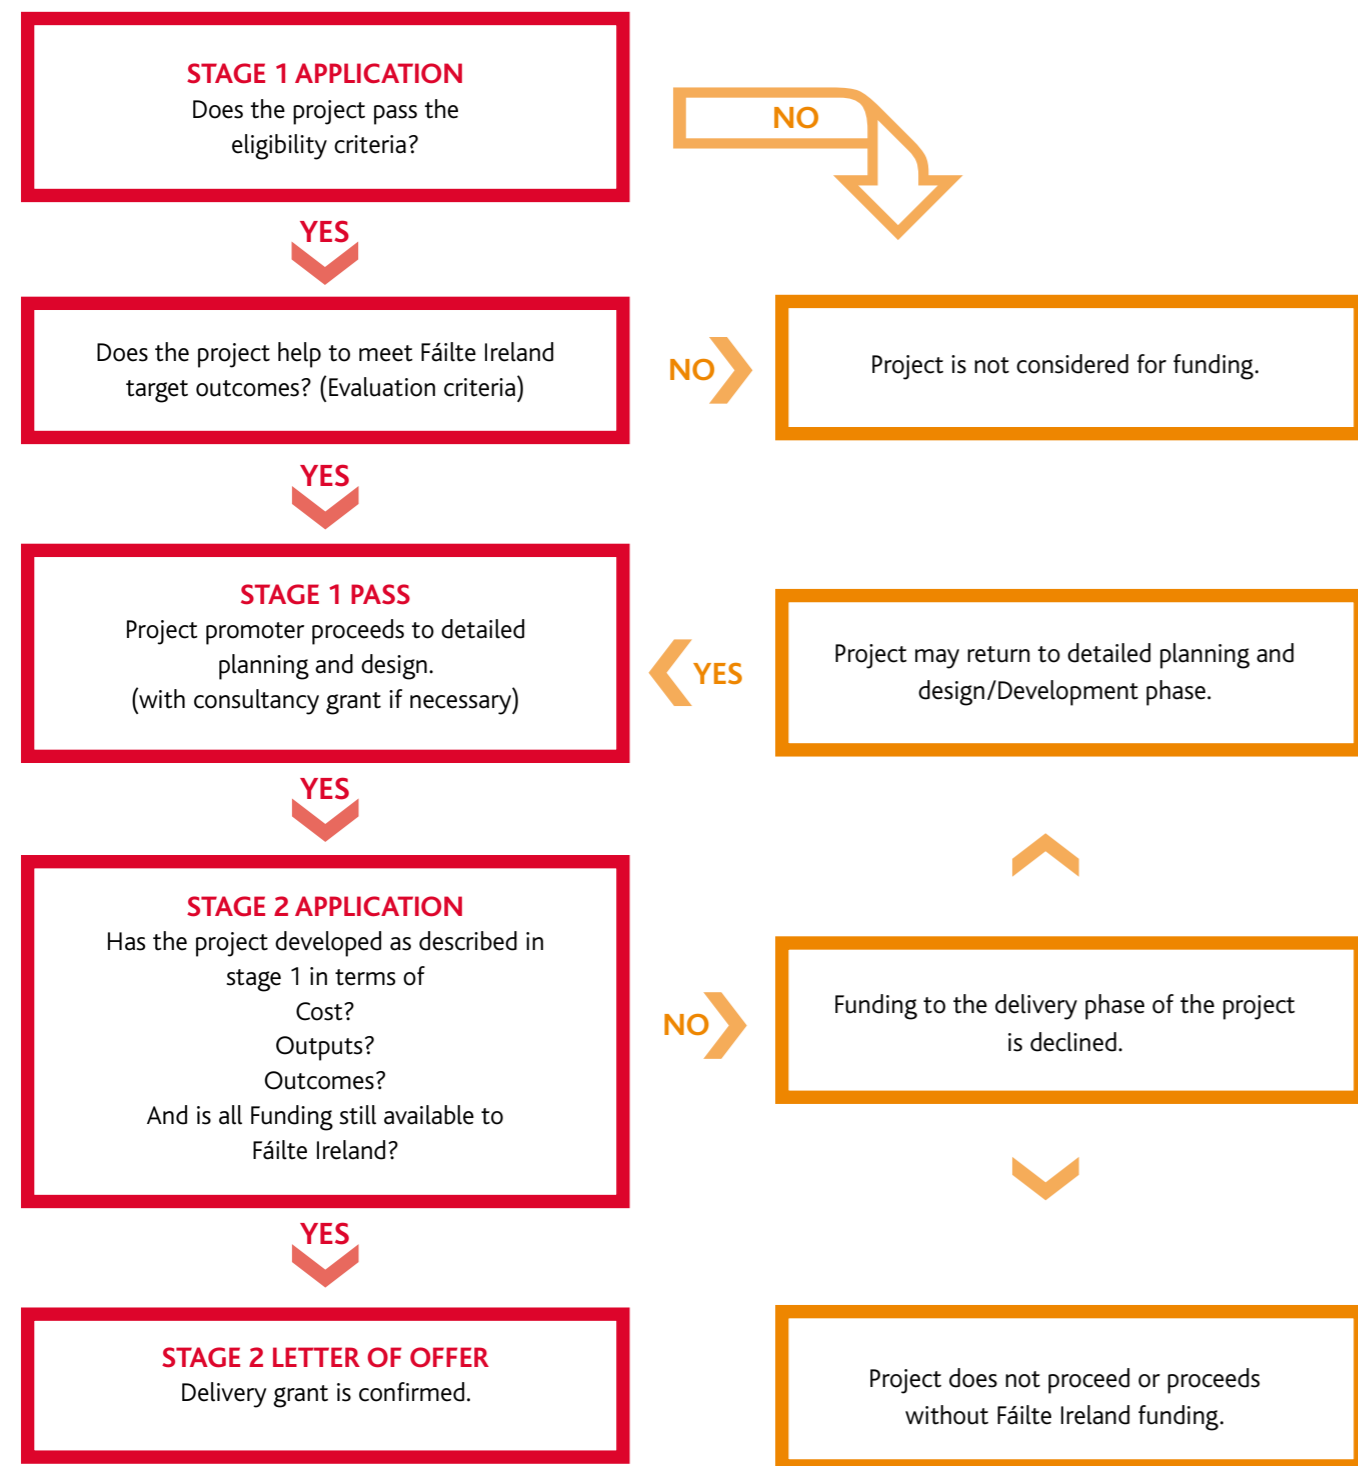 STAGE 1 APPLICATION
Does the project pass the
eligibility criteria?
NO
YES
Does the project help to meet Fáilte Ireland
target outcomes? (Evaluation criteria)
NO
Project is not considered for funding.
YES
STAGE 1 PASS
Project promoter proceeds to detailed
planning and design.
(with consultancy grant if necessary)
YES
Project may return to detailed planning and
design/Development phase.
YES
STAGE 2 APPLICATION
Has the project developed as described in
stage 1 in terms of
Cost?
Outputs?
Outcomes?
And is all Funding still available to
Fáilte Ireland?
NO
Funding to the delivery phase of the project
is declined.
YES
STAGE 2 LETTER OF OFFER
Delivery grant is confirmed.
Project does not proceed or proceeds
without Fáilte Ireland funding.